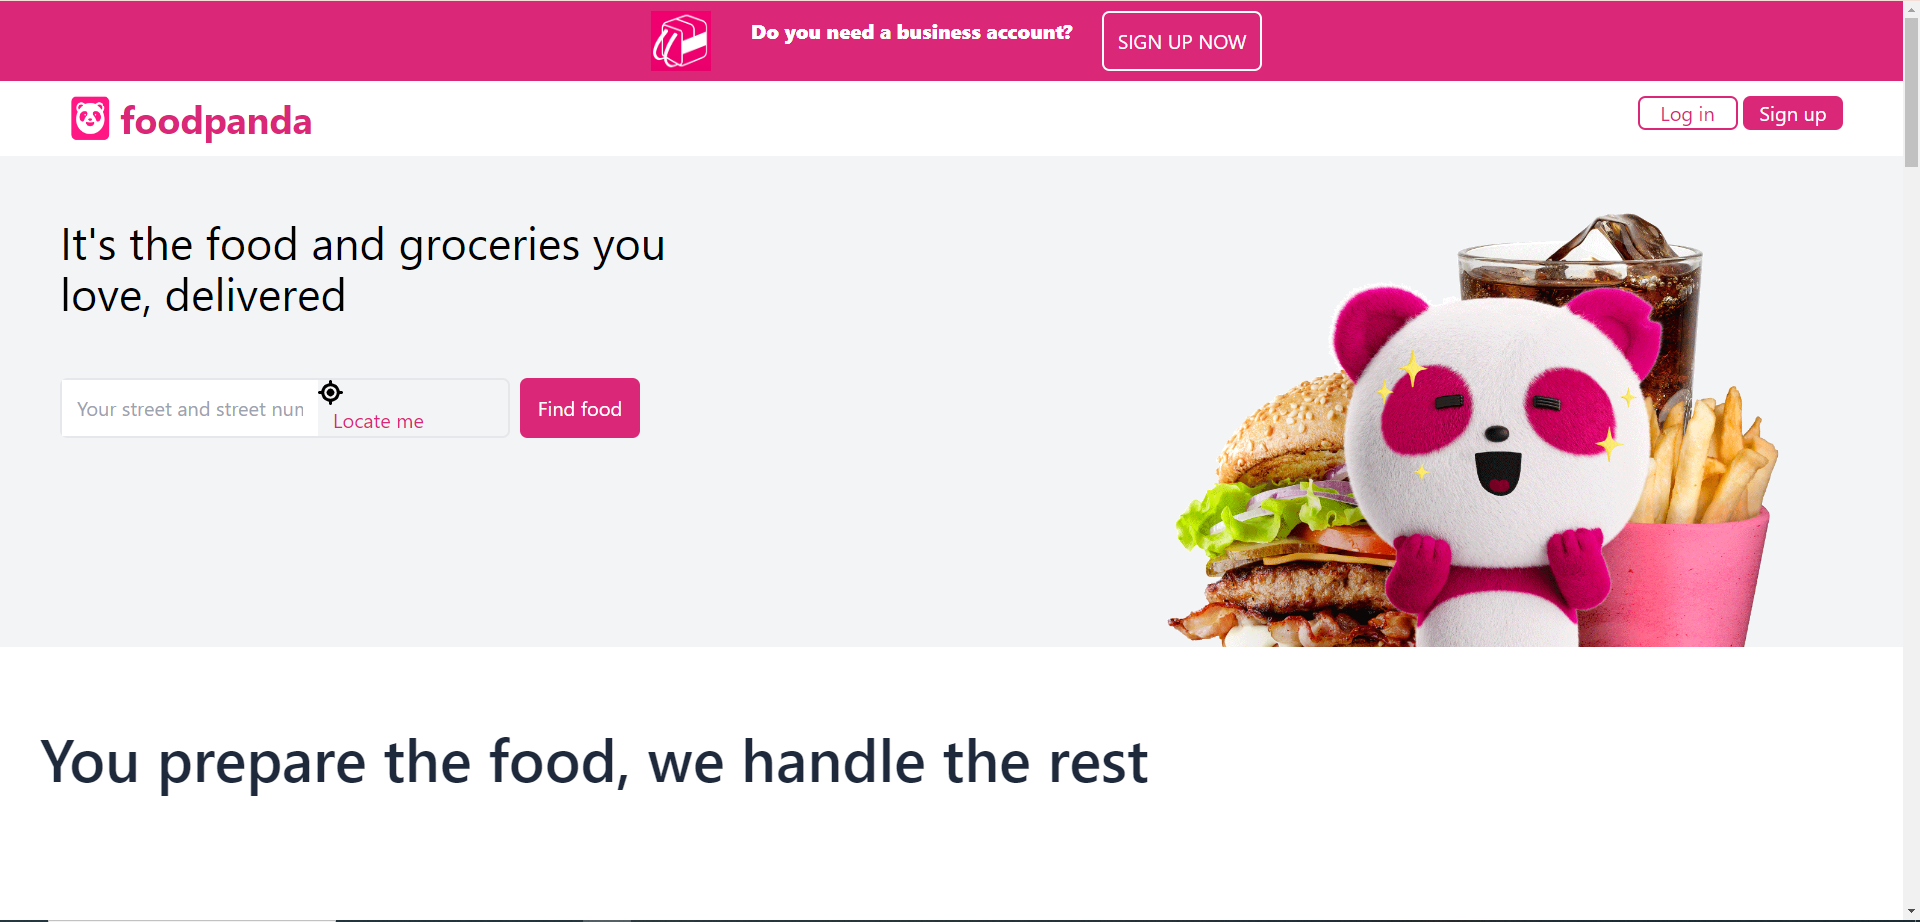 Do you need a business account?
SIGN UP NOW
foodpanda
Log in
Sign up
It's the food and groceries you
love, delivered
Your street and street nun
Locate me
Find food
You prepare the food, we handle the rest